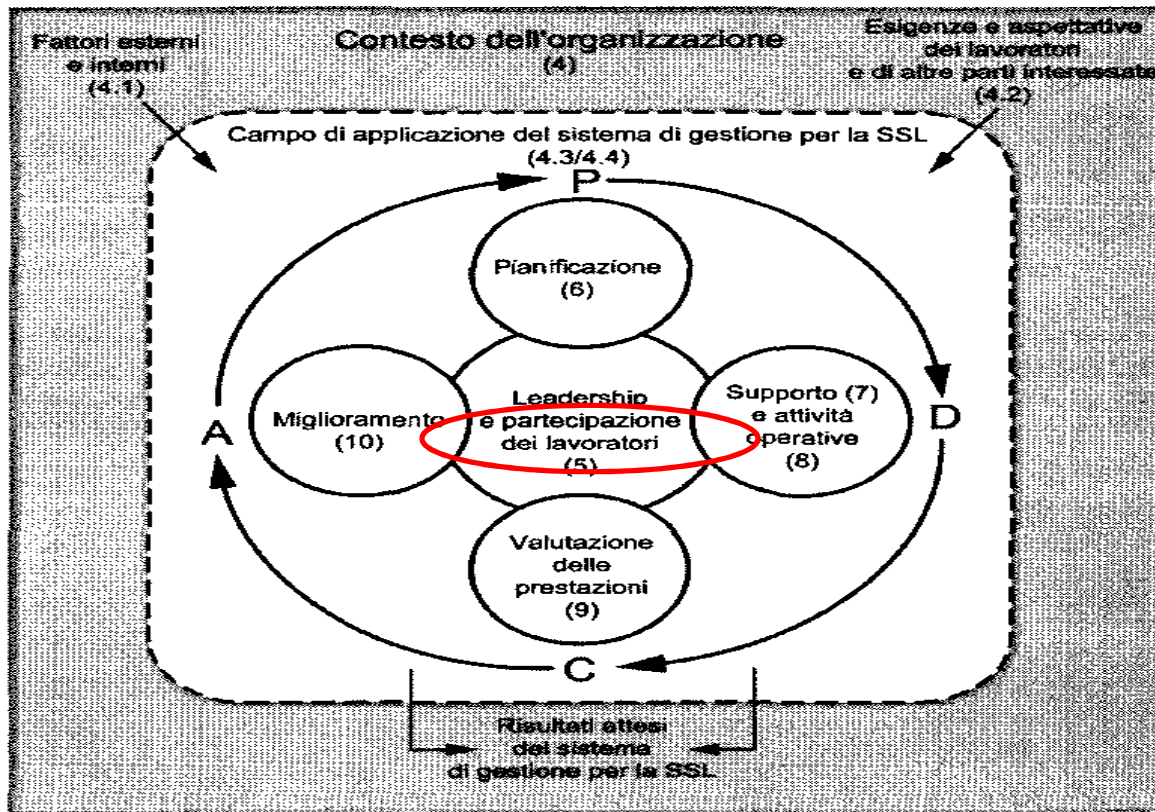 Fattori esterni
e interni
(4.1)
Contesto dell'organizzazione
(4)
Esigenze e aspettative
dei lavoratori
e di altre parti interessate
(4.2)
Campo di applicazione del sistema di gestione per la SSL
(4.3/4.4)
P
Pianificazione
(6)
A
Miglioramento
(10)
Leadership
e partecipazione
dei lavoratori
(5)
Supporto (7)
e attività
operative
(8)
D
Valutazione
delle
prestazioni
(9)
C
Risultati attesi
del sistema
di gestione per la SSL